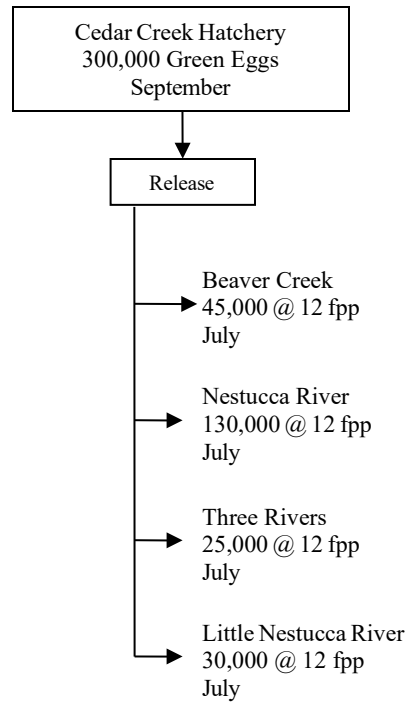 Cedar Creek Hatchery
300,000 Green Eggs
September
Release
Beaver Creek
45,000 @ 12 fpp
July
Nestucca River
130,000 @ 12 fpp
July
Three Rivers
25,000 @ 12 fpp
July
Little Nestucca River
30,000 @ 12 fpp
July